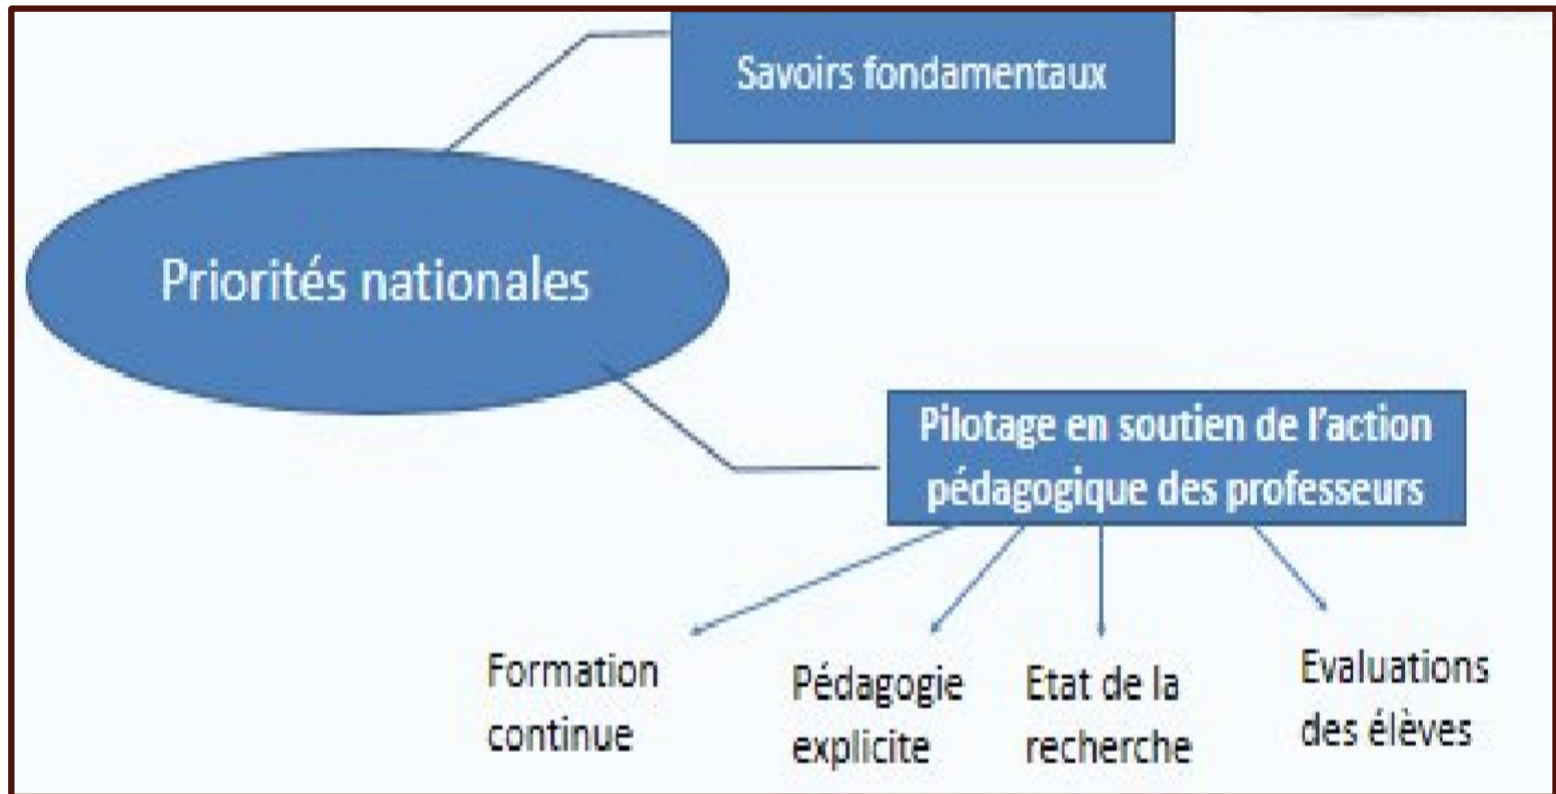 Savoirs fondamentaux
Priorités nationales
Pilotage en soutien de l'action
pédagogique des professeurs
Formation
continue
Pédagogie
explicite
Etat de la
recherche
Evaluations
des élèves